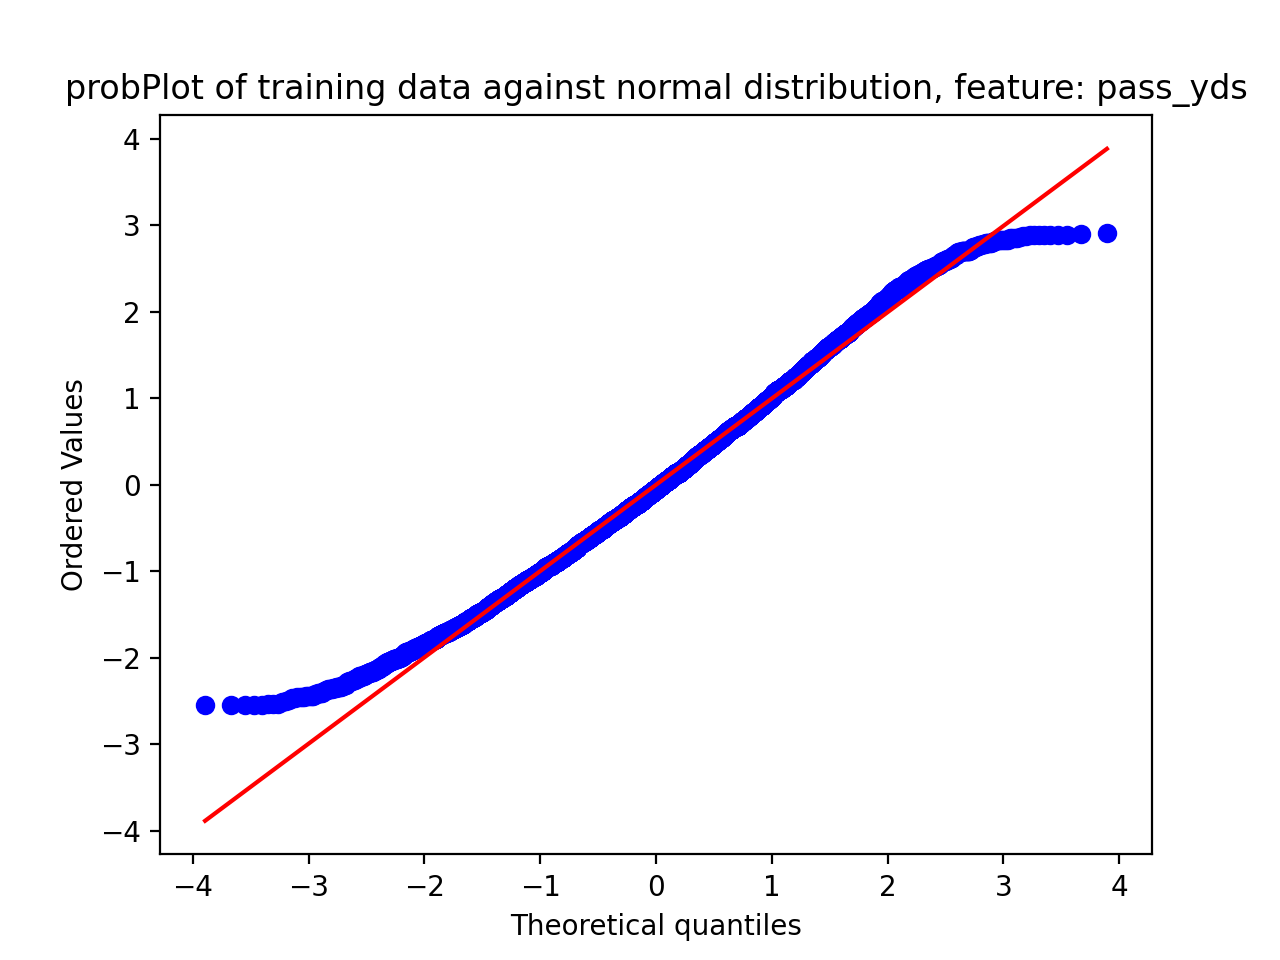 probPlot of training data against normal distribution, feature: pass_yds
4
3
2
1
0
−1
−2
−3
−4
Ordered Values
−4 −3 −2 −1 0 1 2 3 4
Theoretical quantiles